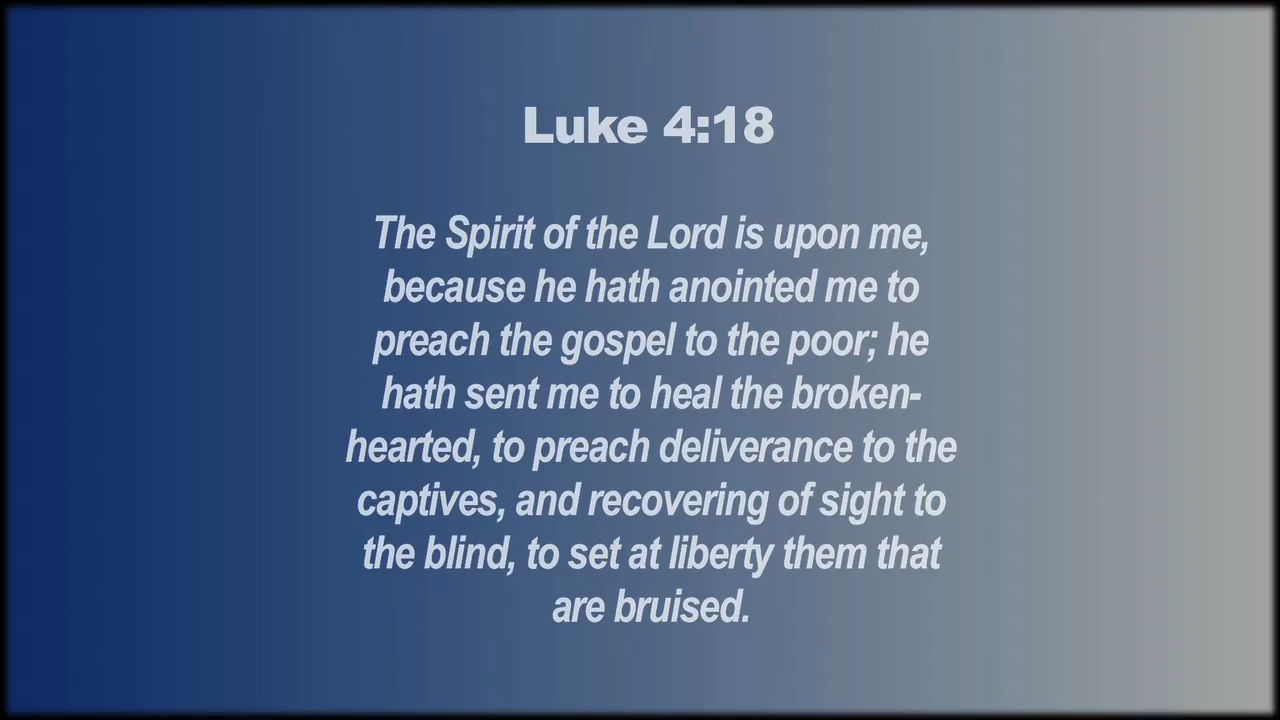 Luke 4:18
The Spirit of the Lord is upon me,
because he hath anointed me to
preach the gospel to the poor; he
hath sent me to heal the broken-
hearted, to preach deliverance to the
captives, and recovering of sight to
the blind, to set at liberty them that
are bruised.